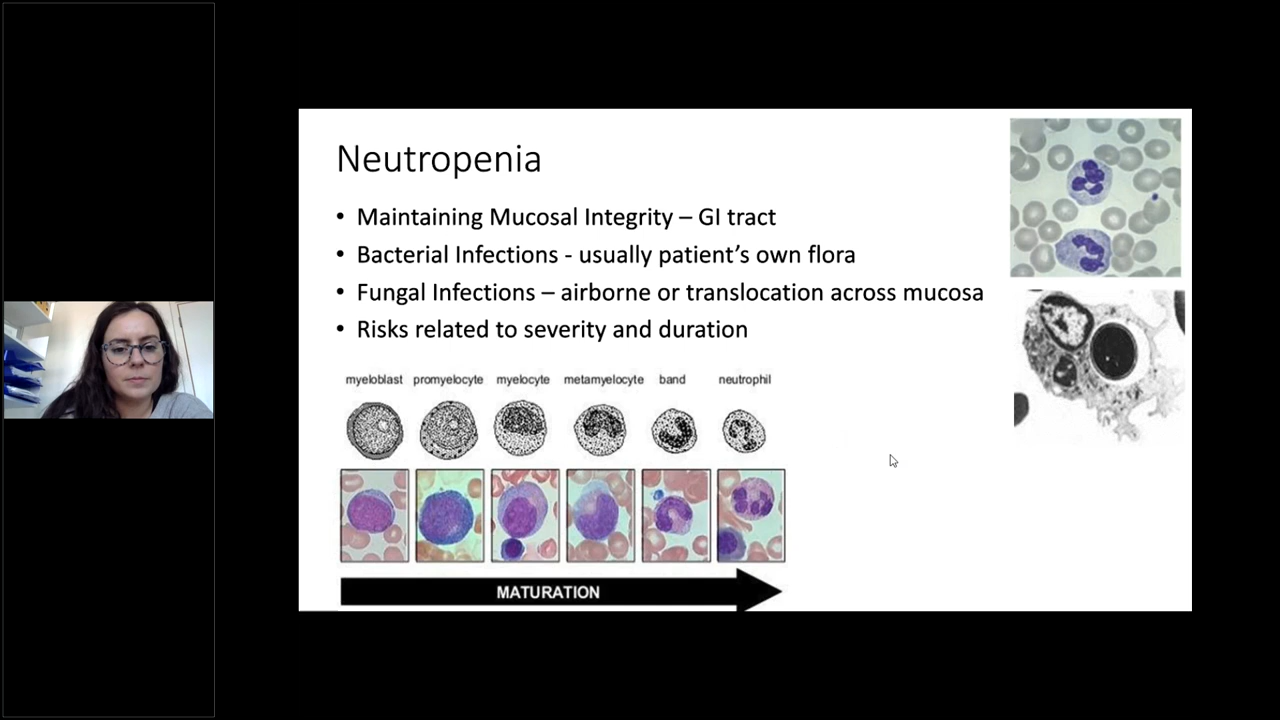 Neutropenia
• Maintaining Mucosal Integrity – GI tract
• Bacterial Infections - usually patient's own flora
• Fungal Infections – airborne or translocation across mucosa
• Risks related to severity and duration
myeloblast promyelocyte myelocyte metamyelocyte band neutrophil
MATURATION